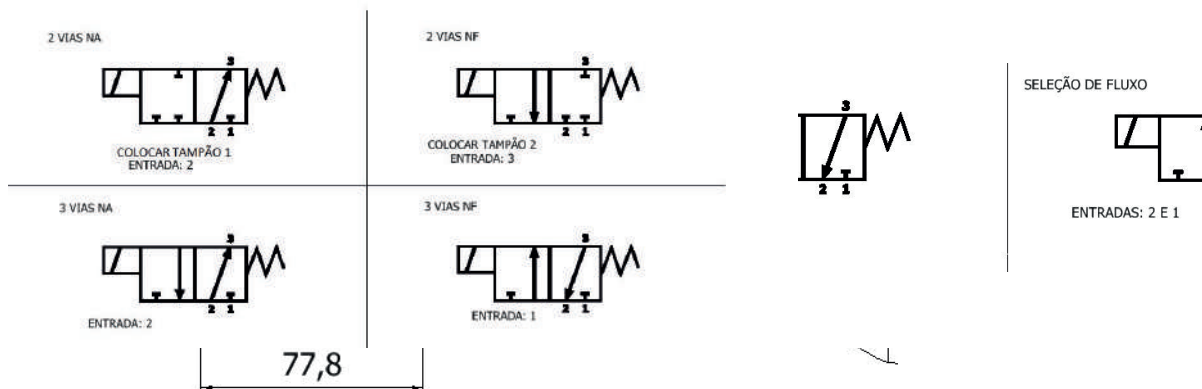 2 VIAS NA
3
2 1
COLOCAR TAMPÃO 1
ENTRADA: 2
2 VIAS NF
3
2 1
COLOCAR TAMPÃO 2
ENTRADA: 3
3
2 1
SELEÇÃO DE FLUXO
ENTRADAS: 2 E 1
3 VIAS NA
3
2 1
ENTRADA: 2
3 VIAS NF
3
2 1
ENTRADA: 1
77,8